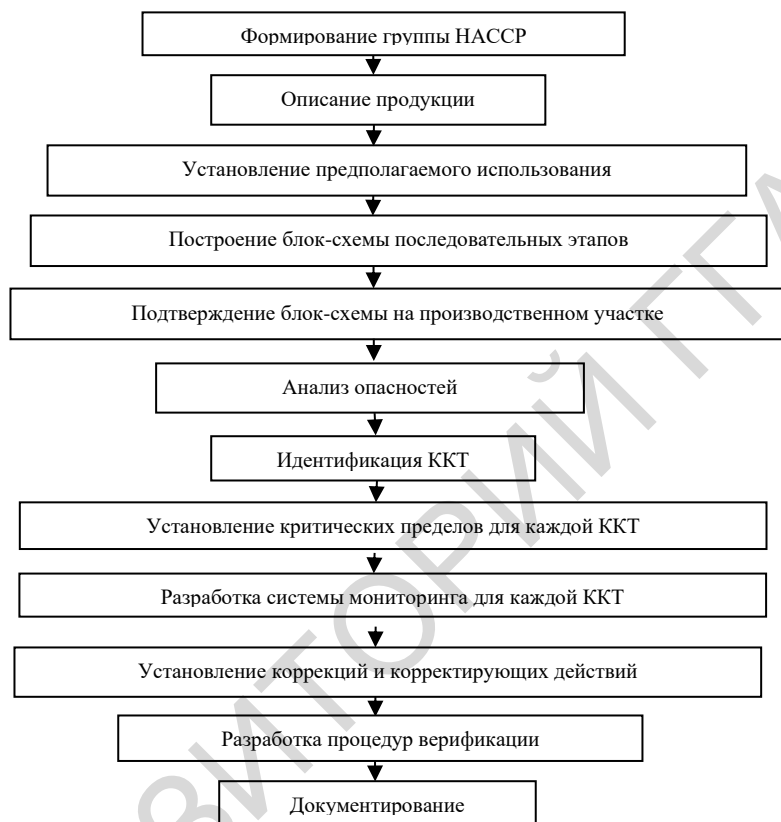 Формирование группы НАССР
Описание продукции
Установление предполагаемого использования
Построение блок-схемы последовательных этапов
Подтверждение блок-схемы на производственном участке
Анализ опасностей
Идентификация ККТ
Установление критических пределов для каждой ККТ
Разработка системы мониторинга для каждой ККТ
Установление коррекций и корректирующих действий
Разработка процедур верификации
Документирование